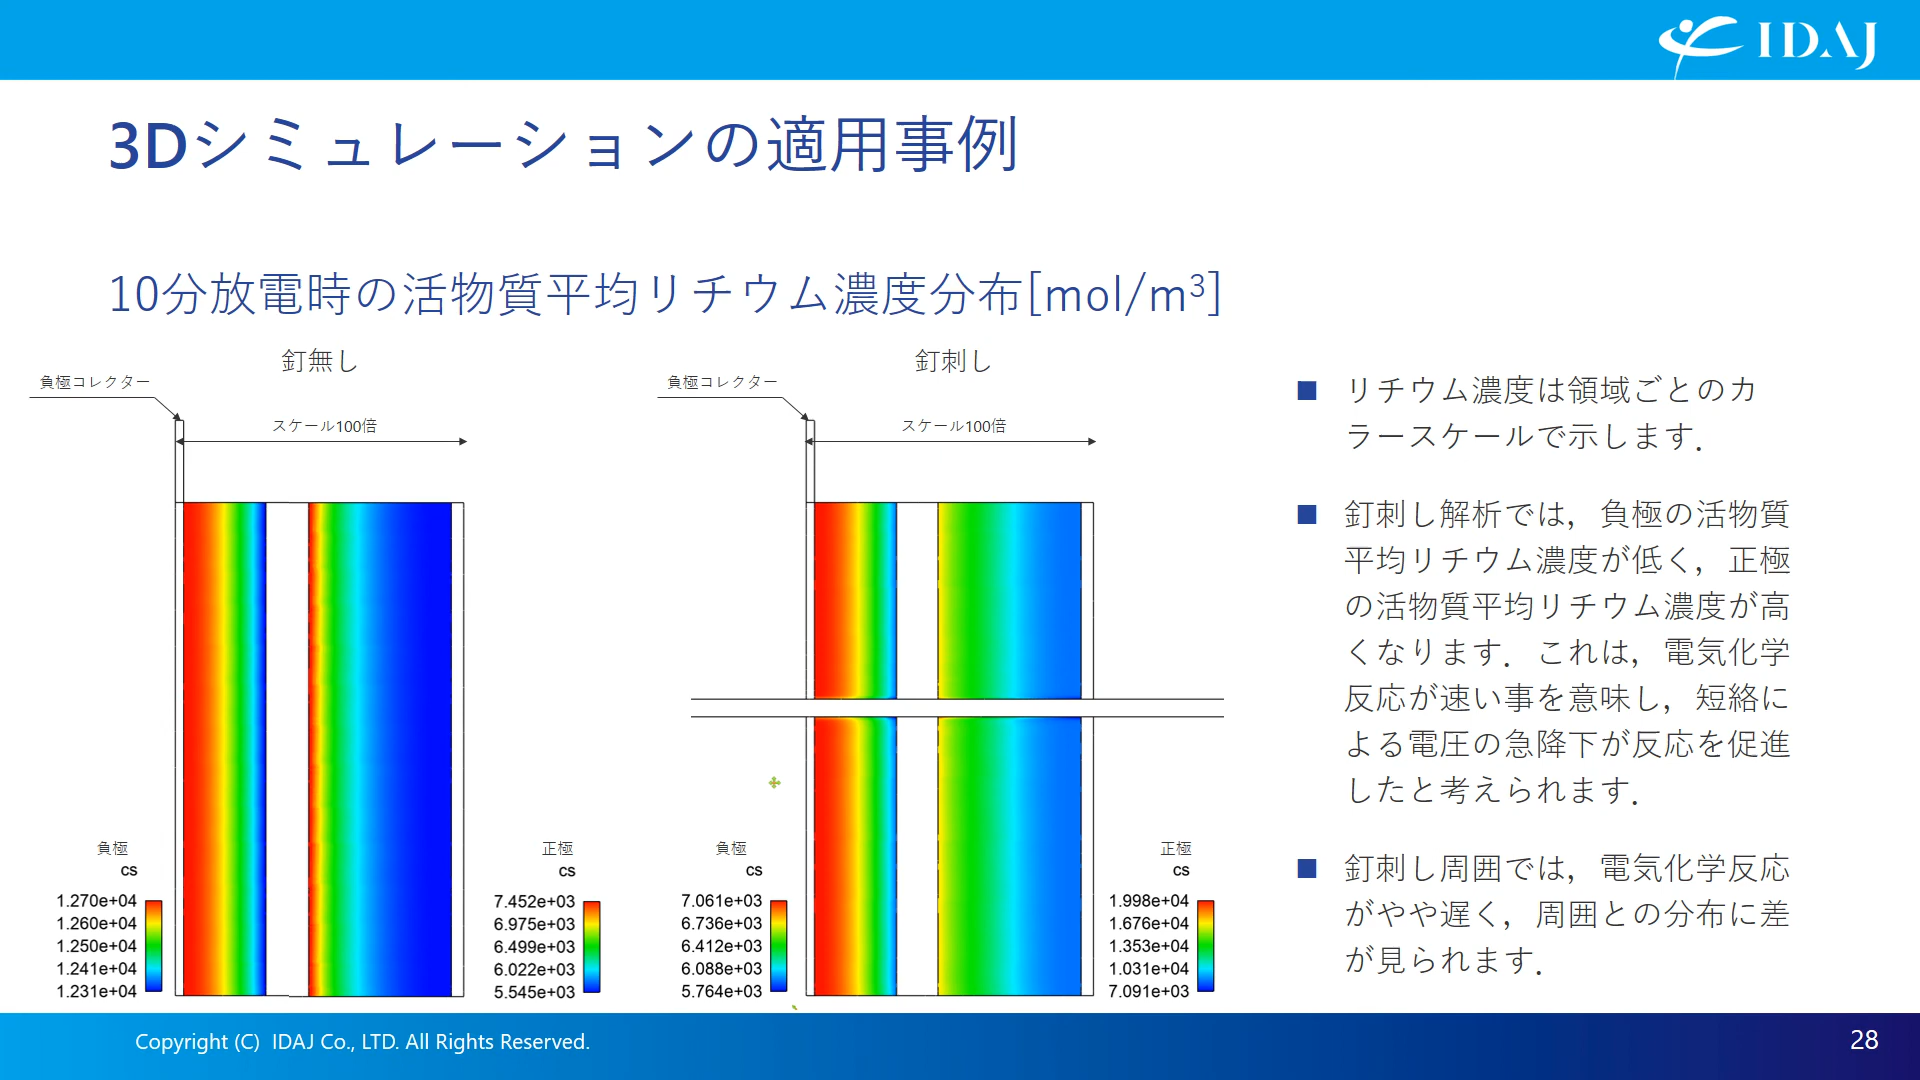 IDAJ
3Dシミュレーションの適用事例
10分放電時の活物質平均リチウム濃度分布[mol/m³]
釘無し
負極コレクター
スケール100倍
負極
cs
1.270e+04
1.260e+04
1.250e+04
1.241e+04
1.231e+04
正極
cs
7.452e+03
6.975e+03
6.499e+03
6.022e+03
5.545e+03
釘刺し
負極コレクター
スケール100倍
負極
cs
7.061e+03
6.736e+03
6.412e+03
6.088e+03
5.764e+03
正極
cs
1.998e+04
1.676e+04
1.353e+04
1.031e+04
7.091e+03
■ リチウム濃度は領域ごとのカ
ラースケールで示します．
■ 釘刺し解析では，負極の活物質
平均リチウム濃度が低く，正極
の活物質平均リチウム濃度が高
くなります．これは，電気化学
反応が速い事を意味し，短絡に
よる電圧の急降下が反応を促進
したと考えられます．
■ 釘刺し周囲では，電気化学反応
がやや遅く，周囲との分布に差
が見られます．
Copyright (C)  IDAJ Co., LTD. All Rights Reserved.
28